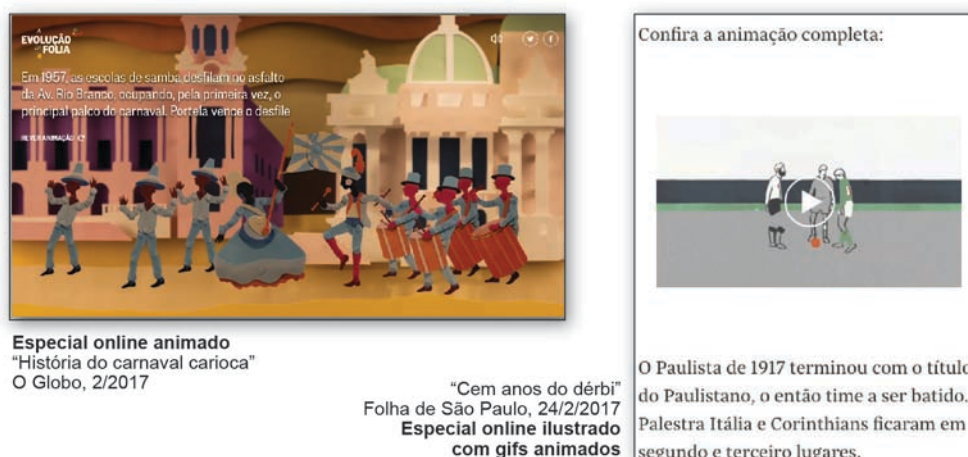 A
EVOLUÇÃO
DA FOLIA
Em 1957, as escolas de samba desfilam no asfalto
da Av. Rio Branco, ocupando, pela primeira vez, o
principal palco do carnaval. Portela vence o desfile
REVER ANIMAÇÃO
Especial online animado
"História do carnaval carioca"
O Globo, 2/2017
"Cem anos do dérbi"
Folha de São Paulo, 24/2/2017
Especial online ilustrado
com gifs animados
Confira a animação completa:
O Paulista de 1917 terminou com o título
do Paulistano, o então time a ser batido.
Palestra Itália e Corinthians ficaram em
segundo e terceiro lugares.